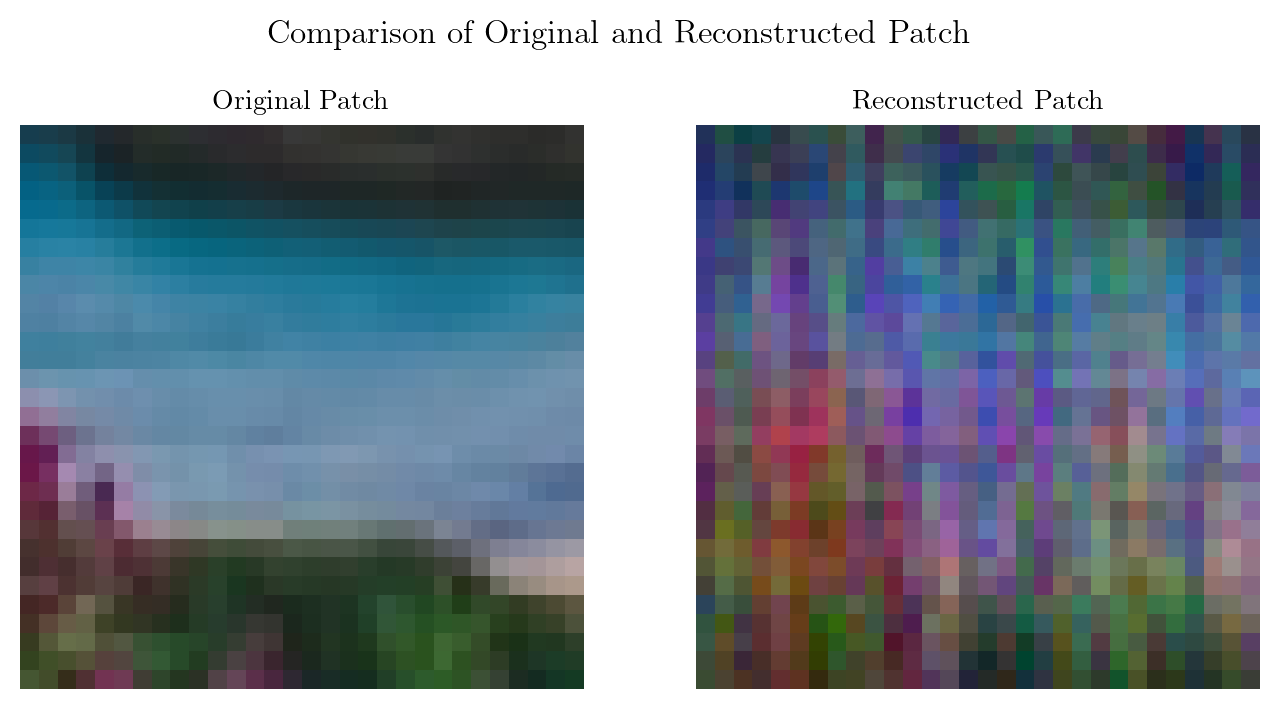 Comparison of Original and Reconstructed Patch
Original Patch
Reconstructed Patch